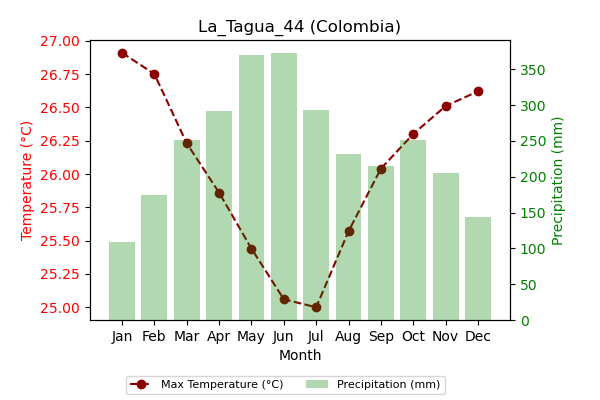 La_Tagua_44 (Colombia)
27.00
26.75
26.50
26.25
26.00
25.75
25.50
25.25
25.00
Temperature (°C)
350
300
250
200
150
100
50
0
Precipitation (mm)
Jan Feb Mar Apr May Jun Jul Aug Sep Oct Nov Dec
Month
Max Temperature (°C) Precipitation (mm)